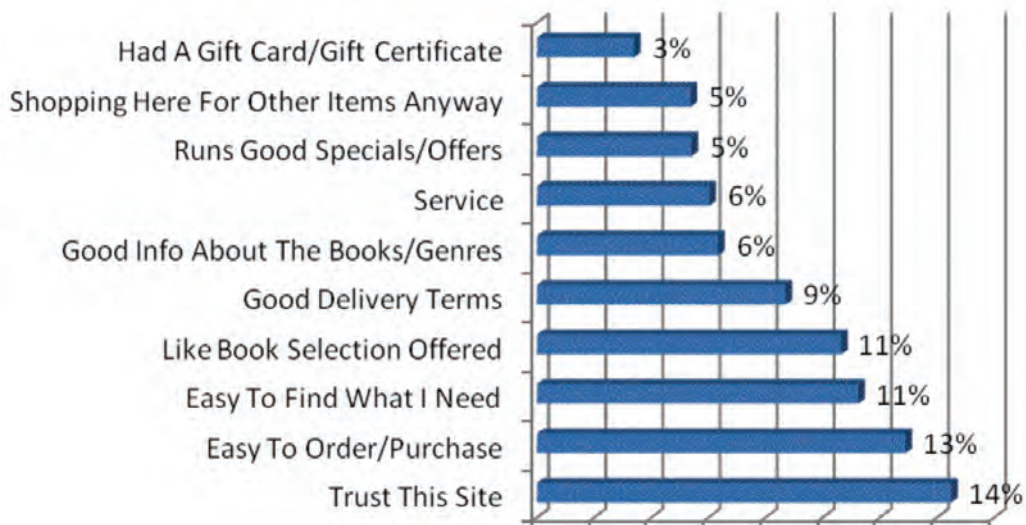 Had A Gift Card/Gift Certificate 3%
Shopping Here For Other Items Anyway 5%
Runs Good Specials/Offers 5%
Service 6%
Good Info About The Books/Genres 6%
Good Delivery Terms 9%
Like Book Selection Offered 11%
Easy To Find What I Need 11%
Easy To Order/Purchase 13%
Trust This Site 14%